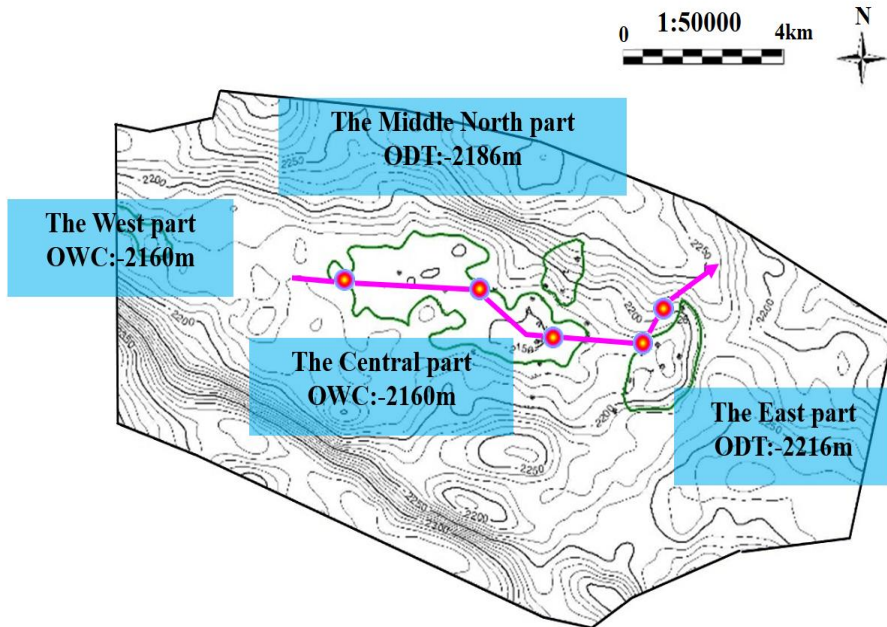 0 1:50000 4km
N
The Middle North part
ODT:-2186m
The West part
OWC:-2160m
The Central part
OWC:-2160m
The East part
ODT:-2216m
2250
-2200
-2250
-2200
-2150
-2200
-2250
-2250
-2200